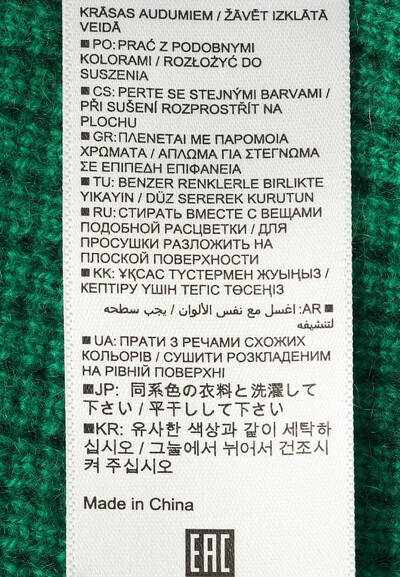 KRĀSAS AUDUMIEM / ŽĀVĒT IZKLĀTĀ
VEIDĀ
PO: PRAĆ Z PODOBNYMI
KOLORAMI / ROZŁOŻYĆ DO
SUSZENIA
CS: PERTE SE STEJNÝMI BARVAMI /
PŘI SUŠENÍ ROZPROSTŘÍT NA
PLOCHU
GR: ΠΛΕΝΕΤΑΙ ΜΕ ΠΑΡΟΜΟΙΑ
ΧΡΩΜΑΤΑ / ΑΠΛΩΜΑ ΓΙΑ ΣΤΕΓΝΩΜΑ
ΣΕ ΕΠΙΠΕΔΗ ΕΠΙΦΑΝΕΙΑ
TU: BENZER RENKLERLE BIRLIKTE
YIKAYIN / DÜZ SEREREK KURUTUN
RU: СТИРАТЬ ВМЕСТЕ С ВЕЩАМИ
ПОДОБНОЙ РАСЦВЕТКИ / ДЛЯ
ПРОСУШКИ РАЗЛОЖИТЬ НА
ПЛОСКОЙ ПОВЕРХНОСТИ
KK: ҰҚСАС ТҮСТЕРМЕН ЖУЫҢЫЗ /
КЕПТІРУ ҮШІН ТЕГІС ТӨСЕҢІЗ
AR: اغسل مع نفس الألوان / يجب سطحه
لتنشيفه
UA: ПРАТИ З РЕЧАМИ СХОЖИХ
КОЛЬОРІВ / СУШИТИ РОЗКЛАДЕНИМ
НА РІВНІЙ ПОВЕРХНІ
JP: 同系色の衣料と洗濯して
下さい / 平干しして下さい
KR: 유사한 색상과 같이 세탁하
십시오 / 그늘에서 뉘어서 건조시
켜 주십시오
Made in China
EAC